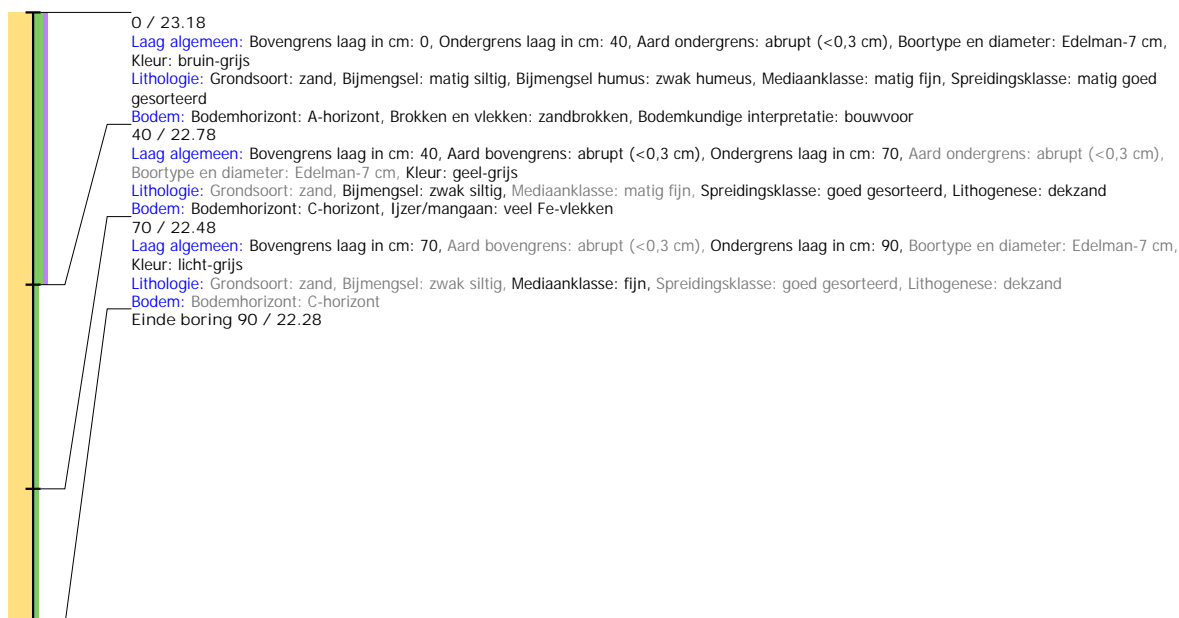 0 / 23.18
Laag algemeen: Bovengrens laag in cm: 0, Ondergrens laag in cm: 40, Aard ondergrens: abrupt (<0,3 cm), Boortype en diameter: Edelman-7 cm,
Kleur: bruin-grijs
Lithologie: Grondsoort: zand, Bijmengsel: matig siltig, Bijmengsel humus: zwak humeus, Mediaanklasse: matig fijn, Spreidingsklasse: matig goed
gesorteerd
Bodem: Bodemhorizont: A-horizont, Brokken en vlekken: zandbrokken, Bodemkundige interpretatie: bouwvoor
40 / 22.78
Laag algemeen: Bovengrens laag in cm: 40, Aard bovengrens: abrupt (<0,3 cm), Ondergrens laag in cm: 70, Aard ondergrens: abrupt (<0,3 cm),
Boortype en diameter: Edelman-7 cm, Kleur: geel-grijs
Lithologie: Grondsoort: zand, Bijmengsel: zwak siltig, Mediaanklasse: matig fijn, Spreidingsklasse: goed gesorteerd, Lithogenese: dekzand
Bodem: Bodemhorizont: C-horizont, Ijzer/mangaan: veel Fe-vlekken
70 / 22.48
Laag algemeen: Bovengrens laag in cm: 70, Aard bovengrens: abrupt (<0,3 cm), Ondergrens laag in cm: 90, Boortype en diameter: Edelman-7 cm,
Kleur: licht-grijs
Lithologie: Grondsoort: zand, Bijmengsel: zwak siltig, Mediaanklasse: fijn, Spreidingsklasse: goed gesorteerd, Lithogenese: dekzand
Bodem: Bodemhorizont: C-horizont
Einde boring 90 / 22.28